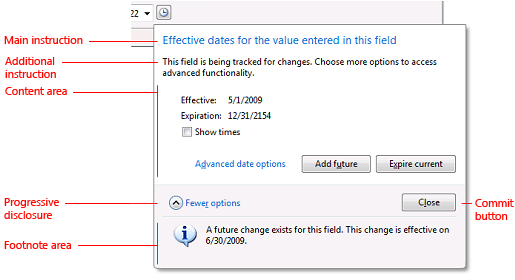 22
Main instruction
Effective dates for the value entered in this field
Additional
instruction
This field is being tracked for changes. Choose more options to access
advanced functionality.
Content area
Effective: 5/1/2009
Expiration: 12/31/2154
Show times
Advanced date options
Add future
Expire current
Progressive
disclosure
Fewer options
Close
Commit
button
Footnote area
A future change exists for this field. This change is effective on
6/30/2009.